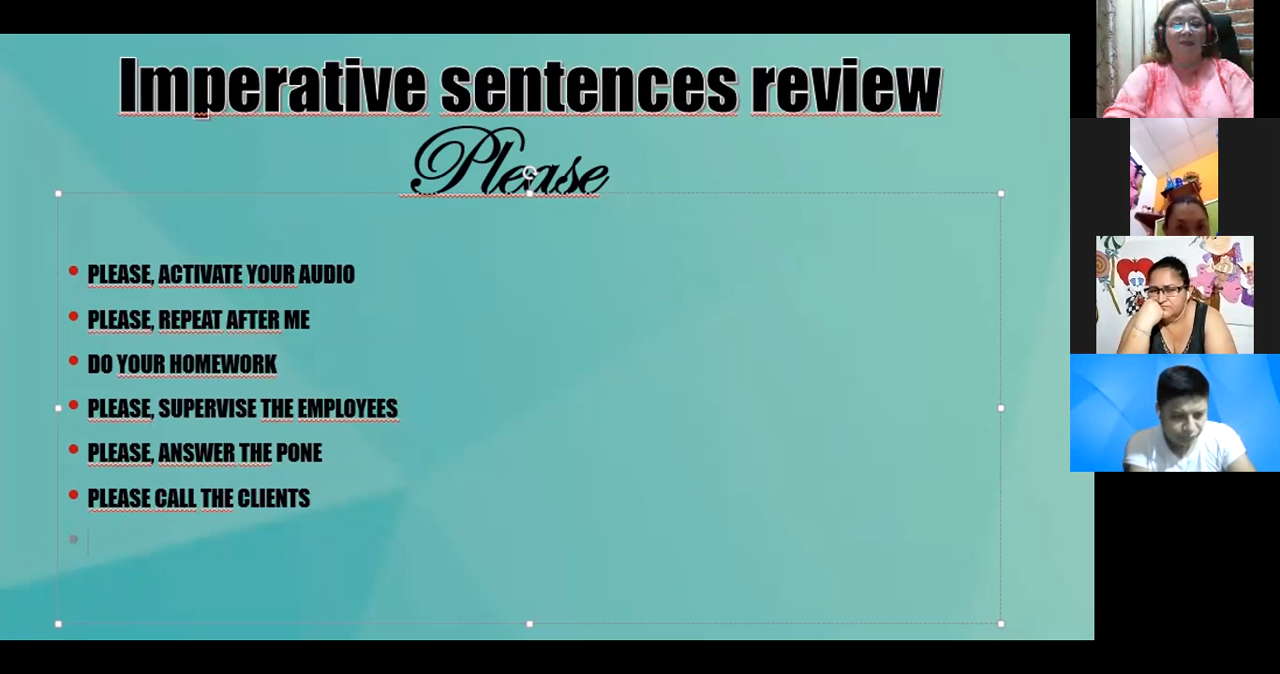 Imperative sentences review
Please
PLEASE, ACTIVATE YOUR AUDIO
PLEASE, REPEAT AFTER ME
DO YOUR HOMEWORK
PLEASE, SUPERVISE THE EMPLOYEES
PLEASE, ANSWER THE PONE
PLEASE CALL THE CLIENTS